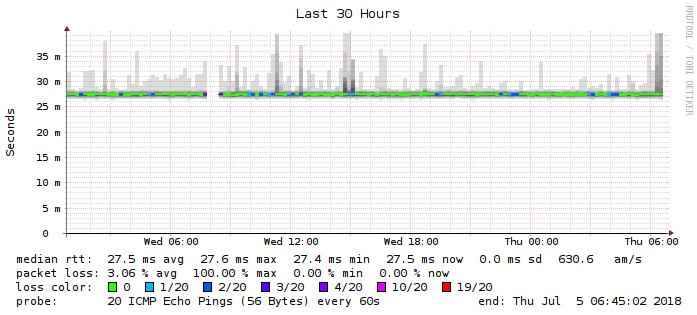 Last 30 Hours
RRDTOOL / TOBI OETIKER
Seconds
35 m
30 m
25 m
20 m
15 m
10 m
5 m
0
Wed 06:00 Wed 12:00 Wed 18:00 Thu 00:00 Thu 06:00
median rtt: 27.5 ms avg 27.6 ms max 27.4 ms min 27.5 ms now 0.0 ms sd 630.6 am/s
packet loss: 3.06 % avg 100.00 % max 0.00 % min 0.00 % now
loss color: 0 1/20 2/20 3/20 4/20 10/20 19/20
probe: 20 ICMP Echo Pings (56 Bytes) every 60s end: Thu Jul 5 06:45:02 2018